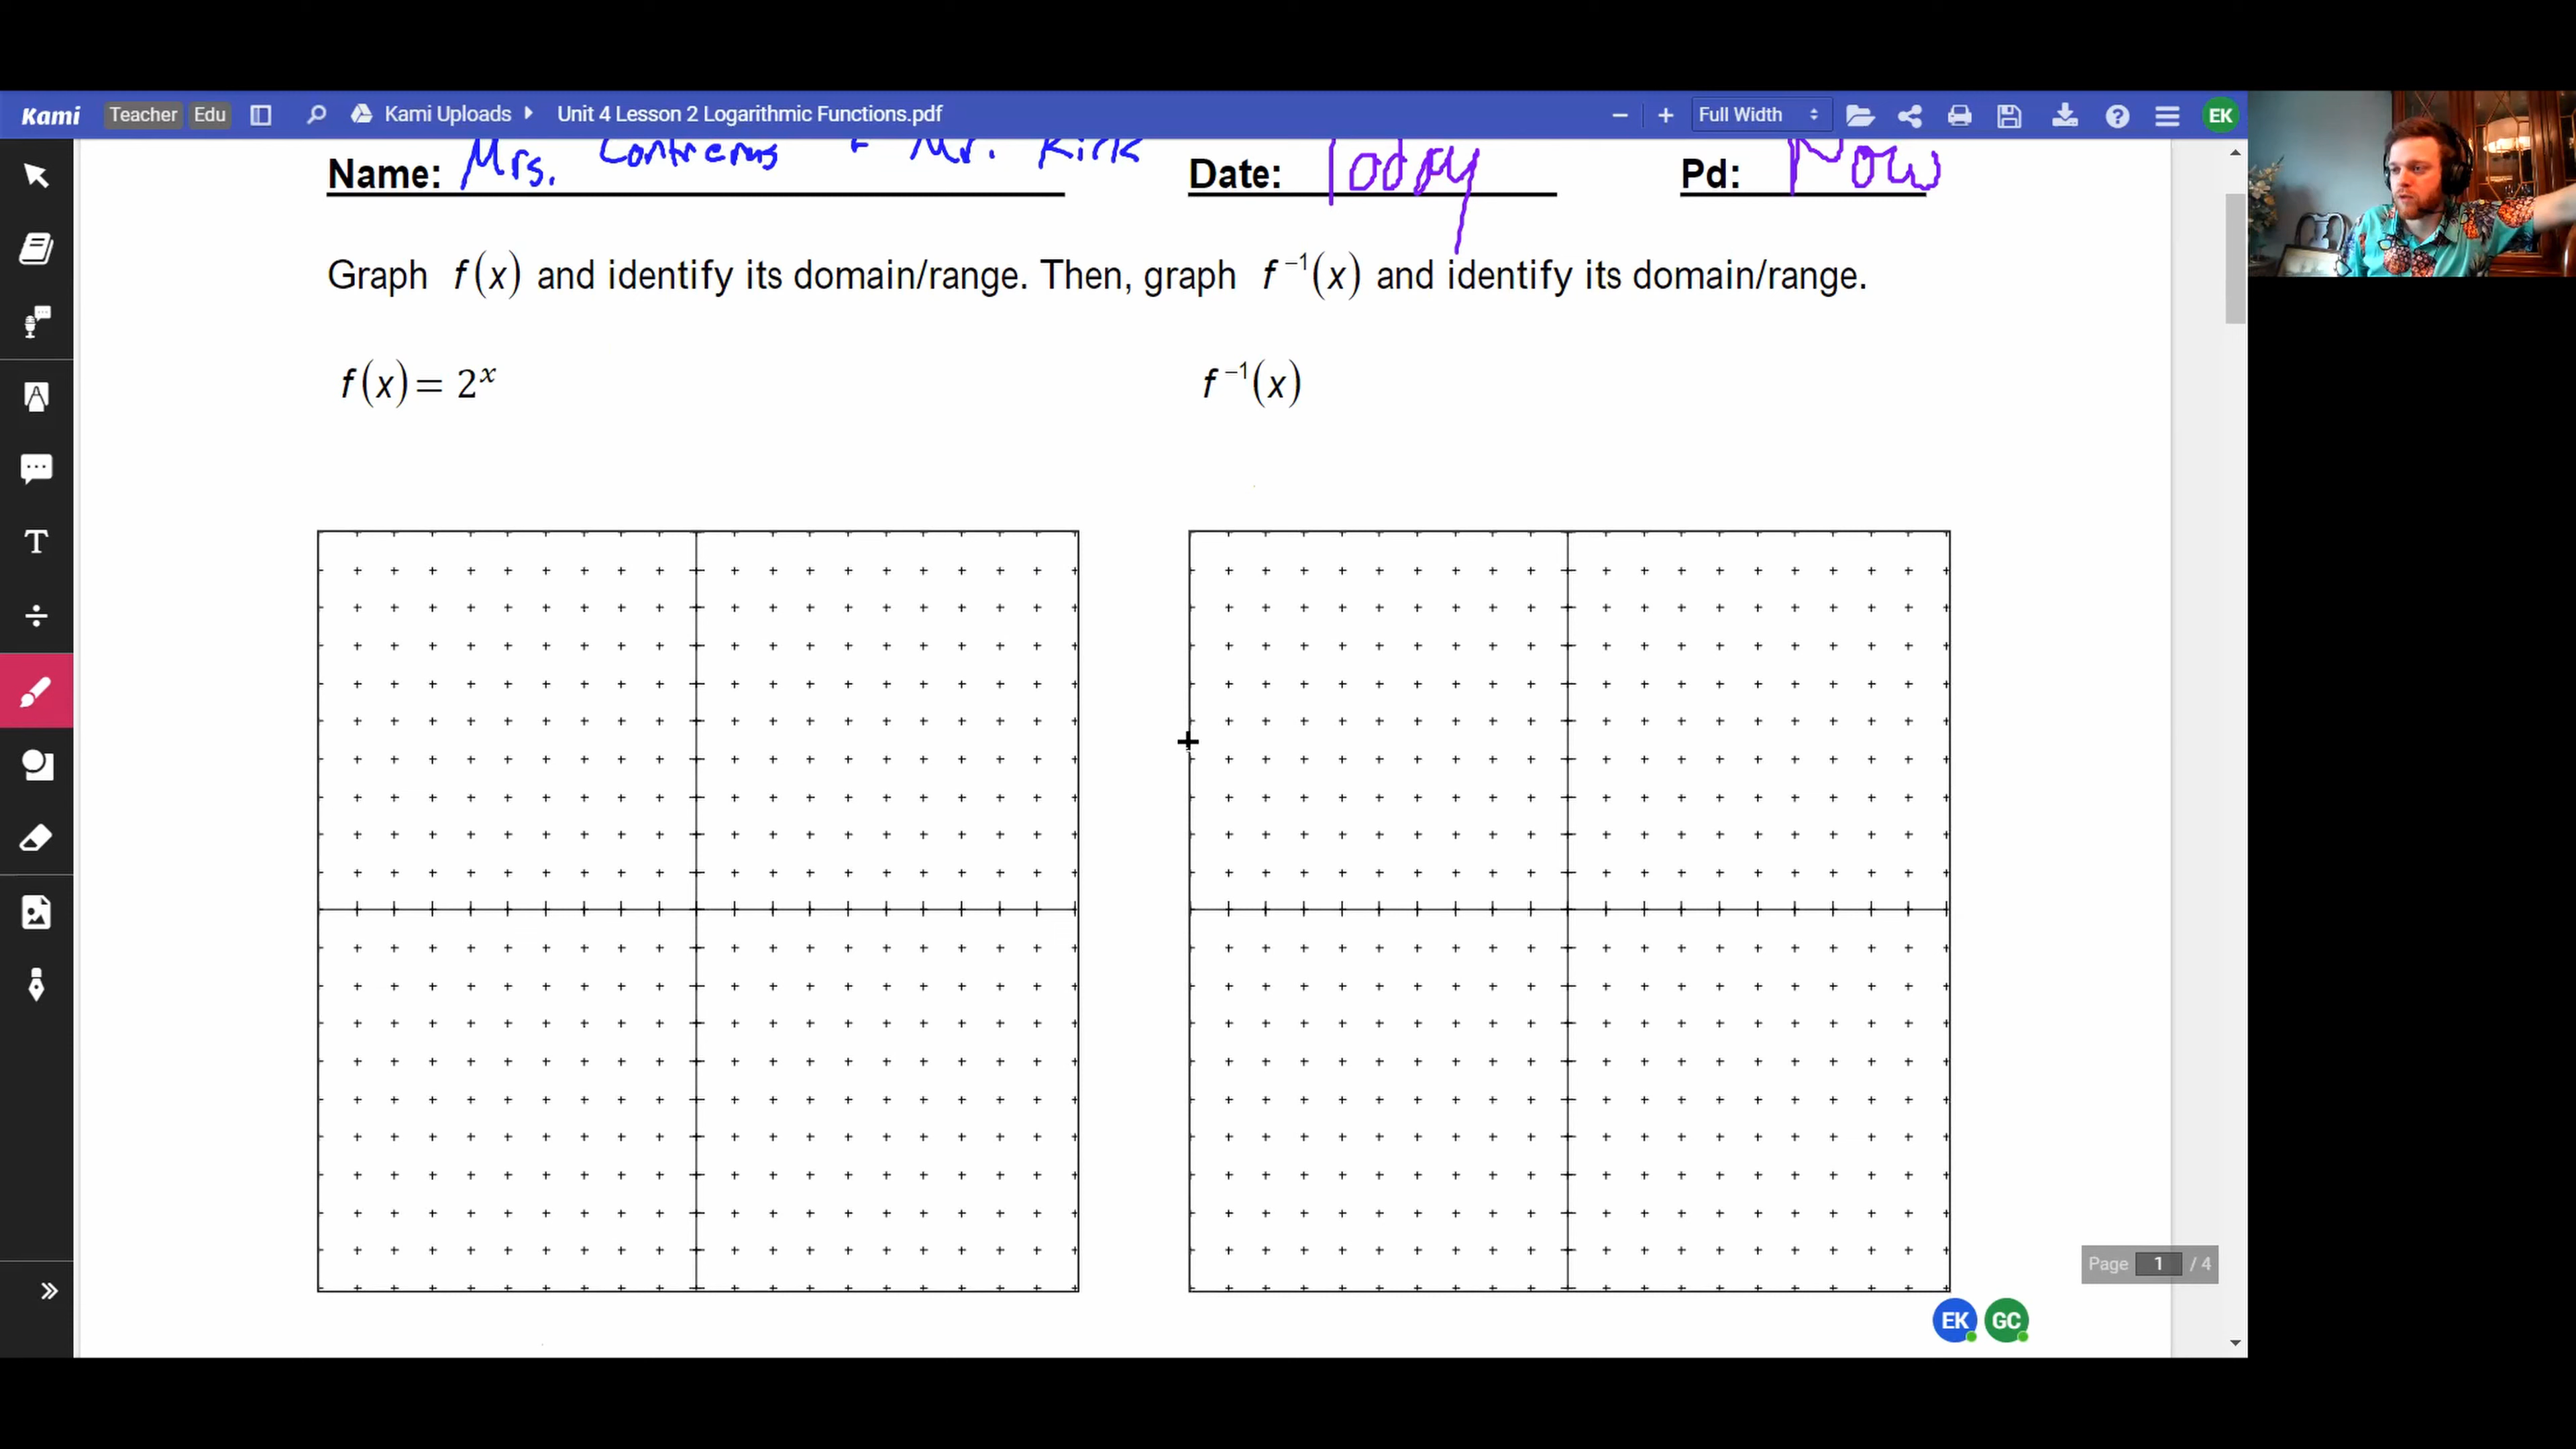 Kami Teacher Edu Kami Uploads Unit 4 Lesson 2 Logarithmic Functions.pdf Full Width EK
Name: Mrs. Contreras + Mr. Kirk Date: Today Pd: Now
Graph f(x) and identify its domain/range. Then, graph f⁻¹(x) and identify its domain/range.
f(x) = 2ˣ f⁻¹(x)
Page 1 / 4
EK GC